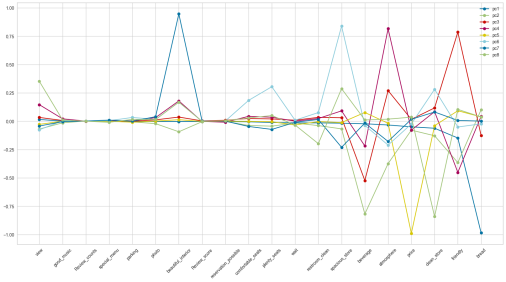 1.00
0.75
0.50
0.25
0.00
−0.25
−0.50
−0.75
−1.00
pc1
pc2
pc3
pc4
pc5
pc6
pc7
pc8
view
good_music
special_menu
parking
photo
beautiful_interior
reservation_possible
comfortable_seats
plenty_seats
wait
restroom_clean
spacious_store
beverage
atmosphere
price
clean_store
friendly
bread